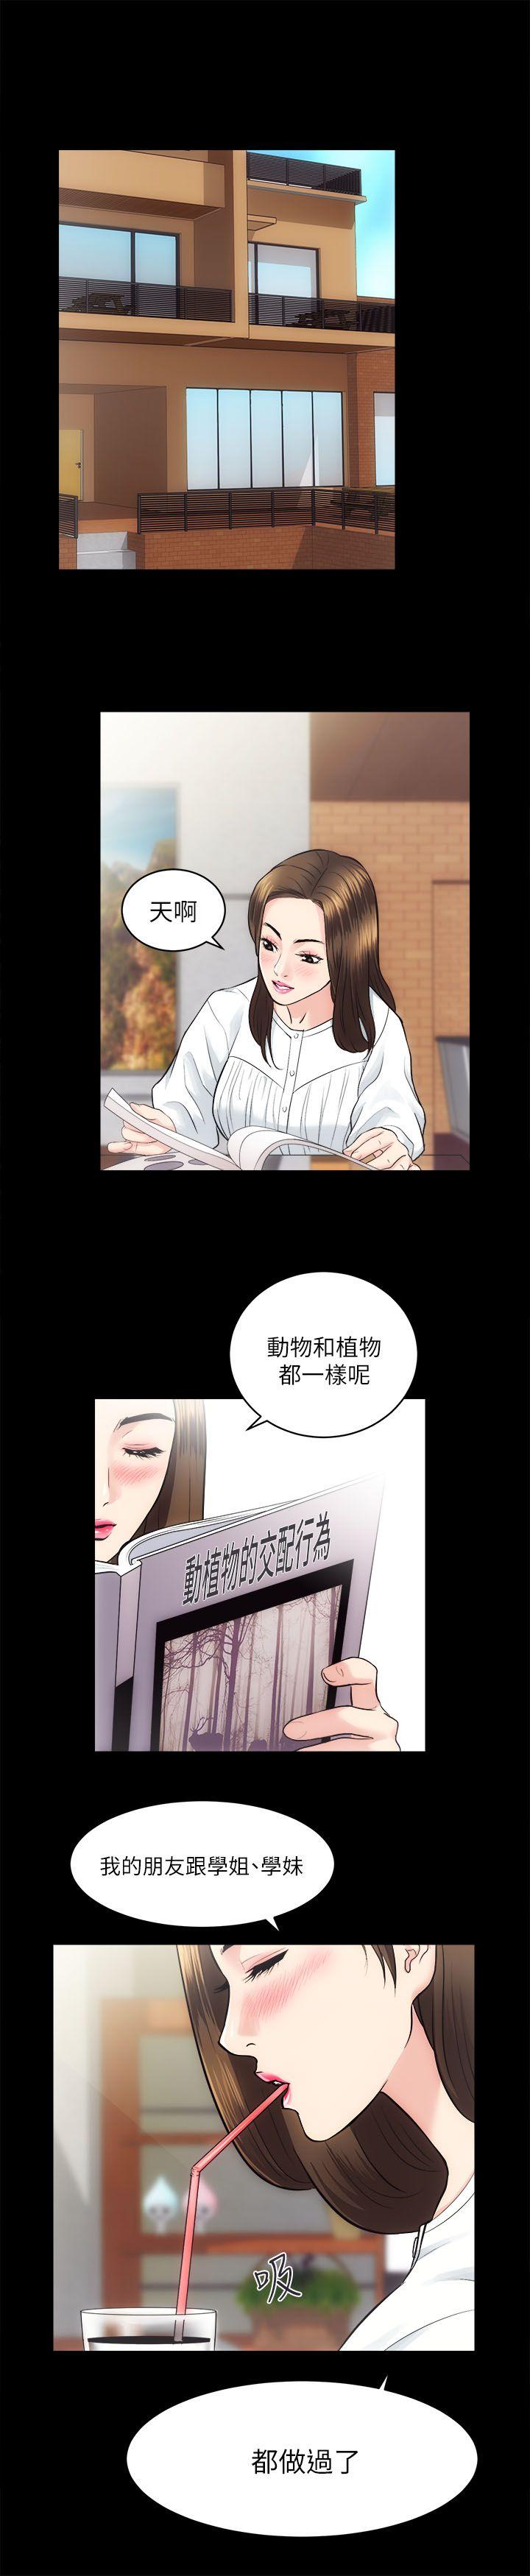 天啊
動物和植物
都一樣呢
動植物的交配行為
我的朋友跟學姐、學妹
吸
都做過了